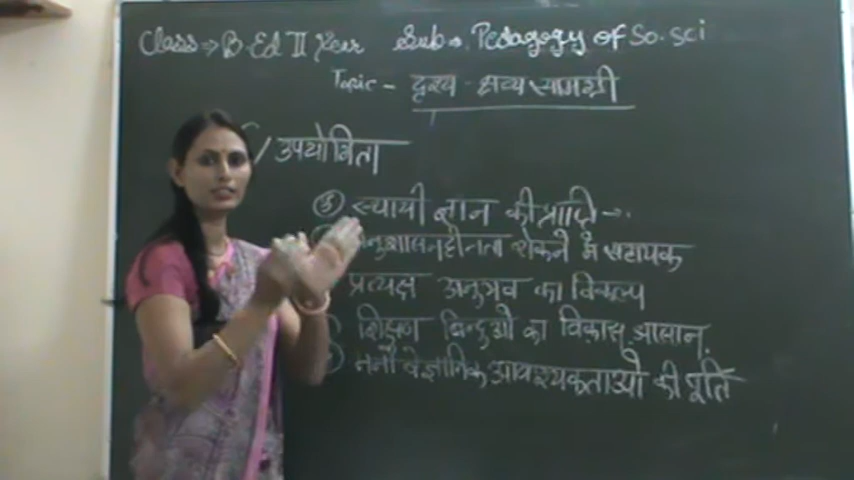 Class → B.Ed II Year Sub → Pedagogy of So.sci
Topic - दृश्य - श्रव्य सामग्री
उपयोगिता
स्थायी ज्ञान की प्राप्ति →
अनुशासनहीनता रोकने में सहायक
प्रत्यक्ष अनुभव का विकल्प
शिक्षण बिन्दुओं का विकास आसान.
मनोवैज्ञानिक आवश्यकताओं की पूर्ति